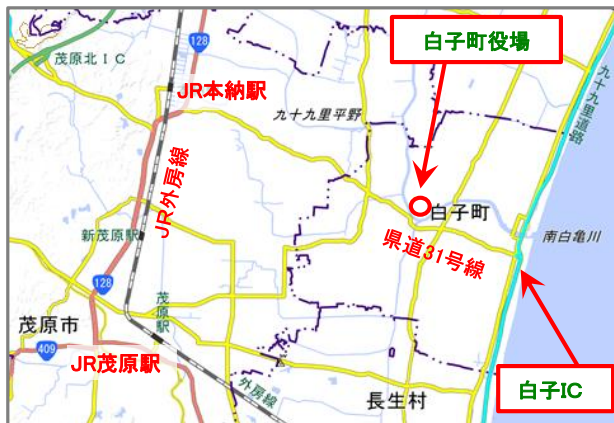 128
白子町役場
茂原北IC
JR本納駅
九十九里道路
九十九里平野
JR外房線
白子町
新茂原駅
県道31号線
南白亀川
128
茂原駅
茂原市
409
JR茂原駅
外房線
長生村
白子IC